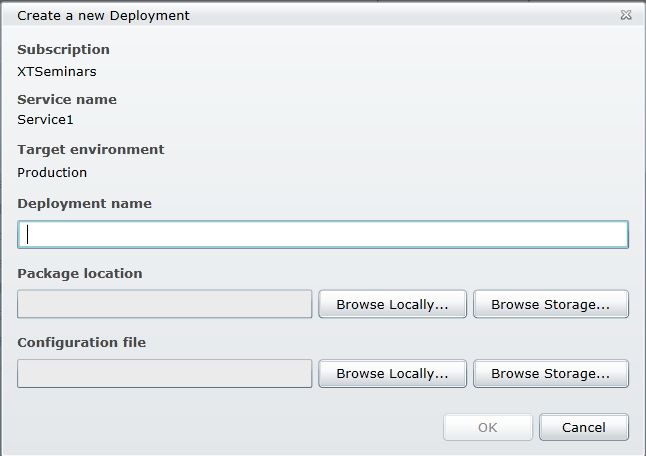 Create a new Deployment
Subscription
XTSeminars
Service name
Service1
Target environment
Production
Deployment name
Package location
Browse Locally... Browse Storage...
Configuration file
Browse Locally... Browse Storage...
OK Cancel